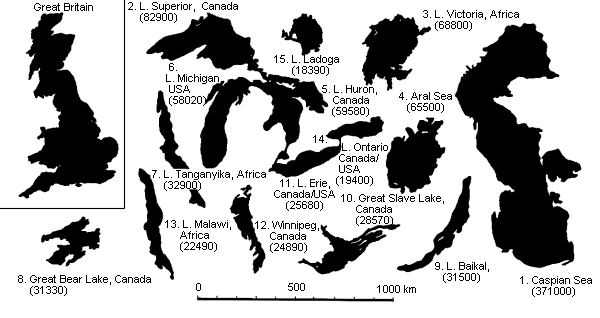 Great Britain
2. L. Superior, Canada
(82900)
3. L. Victoria, Africa
(68800)
15. L. Ladoga
(18390)
6.
L. Michigan,
USA
(58020)
5. L. Huron,
Canada
(59580)
4. Aral Sea
(65500)
14.
L. Ontario
Canada/
USA
(19400)
7. L. Tanganyika, Africa
(32900)
11. L. Erie,
Canada/USA
(25680)
10. Great Slave Lake,
Canada
(28570)
13. L. Malawi,
Africa
(22490)
12. Winnipeg,
Canada
(24890)
8. Great Bear Lake, Canada
(31330)
9. L. Baikal,
(31500)
1. Caspian Sea
(371000)
0 500 1000 km